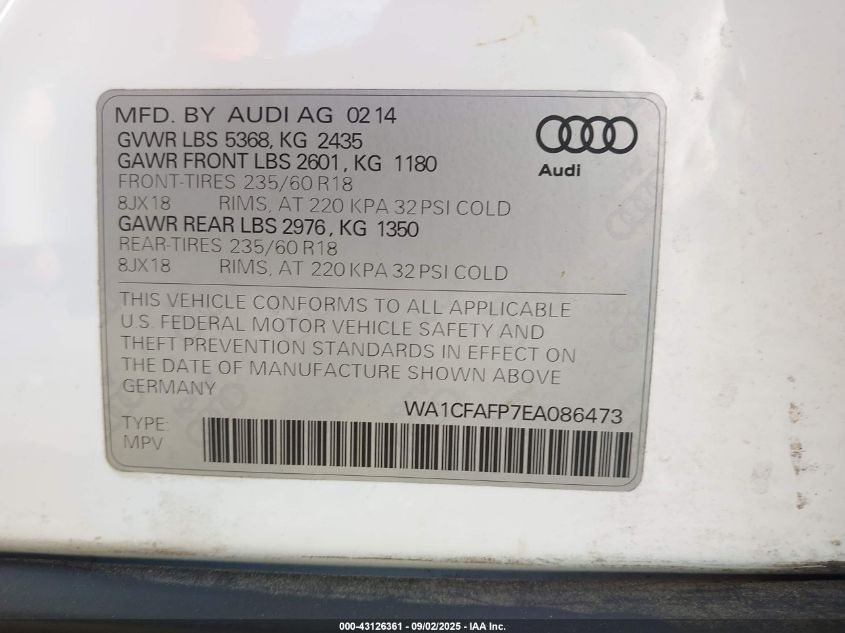 MFD. BY AUDI AG 02 14
GVWR LBS 5368, KG 2435
GAWR FRONT LBS 2601, KG 1180
FRONT-TIRES 235/60 R18
8JX18 RIMS, AT 220 KPA 32 PSI COLD
GAWR REAR LBS 2976, KG 1350
REAR-TIRES 235/60 R18
8JX18 RIMS, AT 220 KPA 32 PSI COLD
Audi
THIS VEHICLE CONFORMS TO ALL APPLICABLE
U.S. FEDERAL MOTOR VEHICLE SAFETY AND
THEFT PREVENTION STANDARDS IN EFFECT ON
THE DATE OF MANUFACTURE SHOWN ABOVE
GERMANY
WA1CFAFP7EA086473
TYPE:
MPV
000-43126361 - 09/02/2025 - IAA Inc.